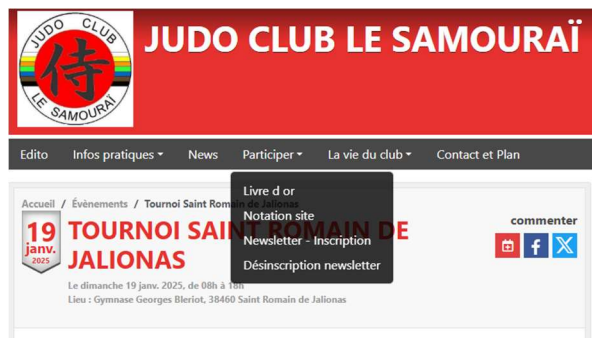 JUDO CLUB
侍
LE SAMOURAÏ
JUDO CLUB LE SAMOURAÏ
Edito Infos pratiques News Participer La vie du club Contact et Plan
Livre d or
Notation site
Newsletter - Inscription
Désinscription newsletter
Accueil / Évènements / Tournoi Saint Romain de Jalionas
19
janv.
2025
TOURNOI SAINT ROMAIN DE
JALIONAS
commenter
Le dimanche 19 janv. 2025, de 08h à 18h
Lieu : Gymnase Georges Bleriot, 38460 Saint Romain de Jalionas